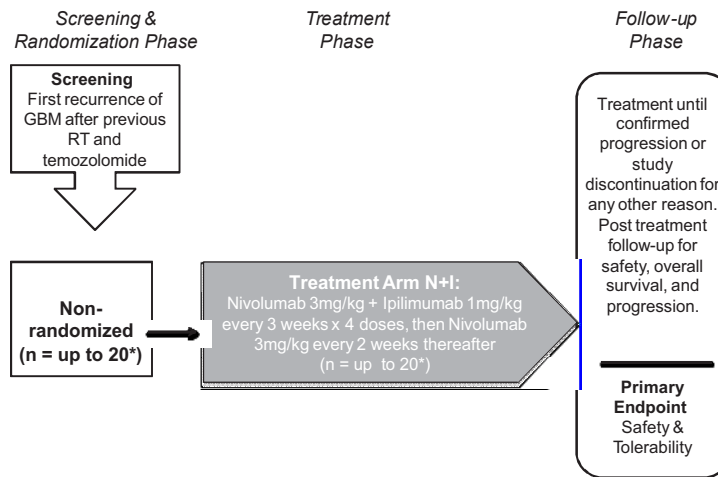 Screening &
Randomization Phase
Treatment
Phase
Follow-up
Phase
Screening
First recurrence of
GBM after previous
RT and
temozolomide
Non-
randomized
(n = up to 20*)
Treatment Arm N+I:
Nivolumab 3mg/kg + Ipilimumab 1mg/kg
every 3 weeks x 4 doses, then Nivolumab
3mg/kg every 2 weeks thereafter
(n = up to 20*)
Treatment until
confirmed
progression or
study
discontinuation for
any other reason.
Post treatment
follow-up for
safety, overall
survival, and
progression.
Primary
Endpoint
Safety &
Tolerability